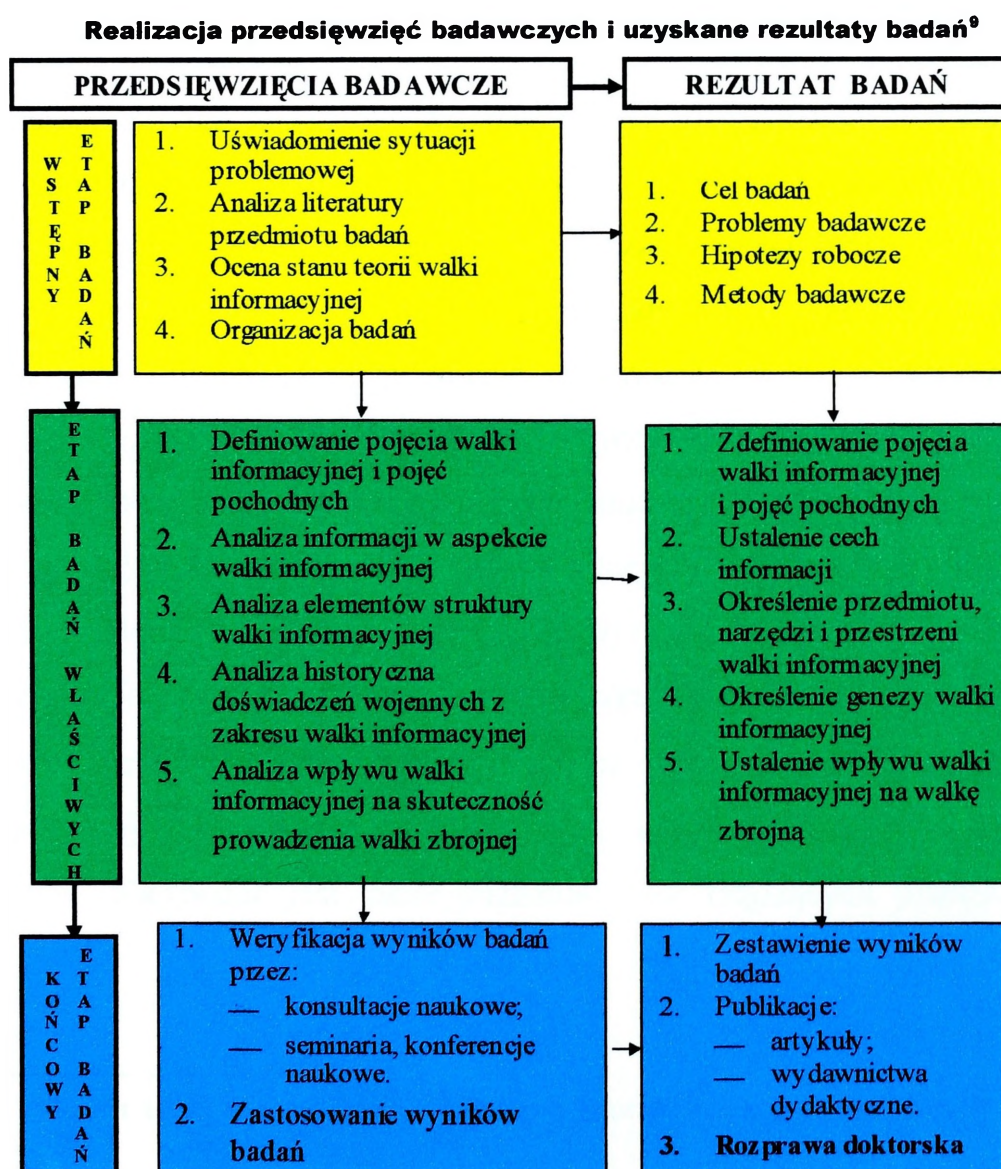 Realizacja przedsięwzięć badawczych i uzyskane rezultaty badań⁹
PRZEDSIĘWZIĘCIA BADAWCZE
REZULTAT BADAŃ
WSTĘPNY
ETAP BADAŃ
1. Uświadomienie sytuacji
problemowej
2. Analiza literatury
przedmiotu badań
3. Ocena stanu teorii walki
informacyjnej
4. Organizacja badań
1. Cel badań
2. Problemy badawcze
3. Hipotezy robocze
4. Metody badawcze
ETAP BADAŃ WŁAŚCIWYCH
1. Definiowanie pojęcia walki
informacyjnej i pojęć
pochodnych
2. Analiza informacji w aspekcie
walki informacyjnej
3. Analiza elementów struktury
walki informacyjnej
4. Analiza historyczna
doświadczeń wojennych z
zakresu walki informacyjnej
5. Analiza wpływu walki
informacyjnej na skuteczność
prowadzenia walki zbrojnej
1. Zdefiniowanie pojęcia
walki informacyjnej
i pojęć pochodnych
2. Ustalenie cech
informacji
3. Określenie przedmiotu,
narzędzi i przestrzeni
walki informacyjnej
4. Określenie genezy walki
informacyjnej
5. Ustalenie wpływu walki
informacyjnej na walkę
zbrojną
KOŃCOWY
ETAP BADAŃ
1. Weryfikacja wyników badań
przez:
— konsultacje naukowe;
— seminaria, konferencje
naukowe.
2. Zastosowanie wyników
badań
1. Zestawienie wyników
badań
2. Publikacje:
— artykuły;
— wydawnictwa
dydaktyczne.
3. Rozprawa doktorska